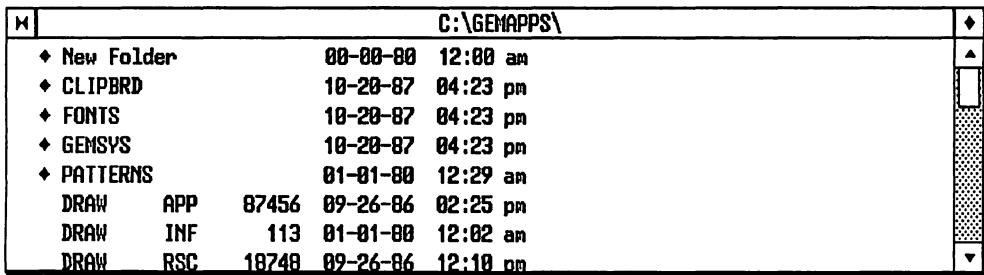 C:\GEMAPPS\
♦ New Folder 00-00-80 12:00 am
♦ CLIPBRD 10-20-87 04:23 pm
♦ FONTS 10-20-87 04:23 pm
♦ GEMSYS 10-20-87 04:23 pm
♦ PATTERNS 01-01-80 12:29 am
DRAW APP 87456 09-26-86 02:25 pm
DRAW INF 113 01-01-80 12:02 am
DRAW RSC 18748 09-26-86 12:10 pm